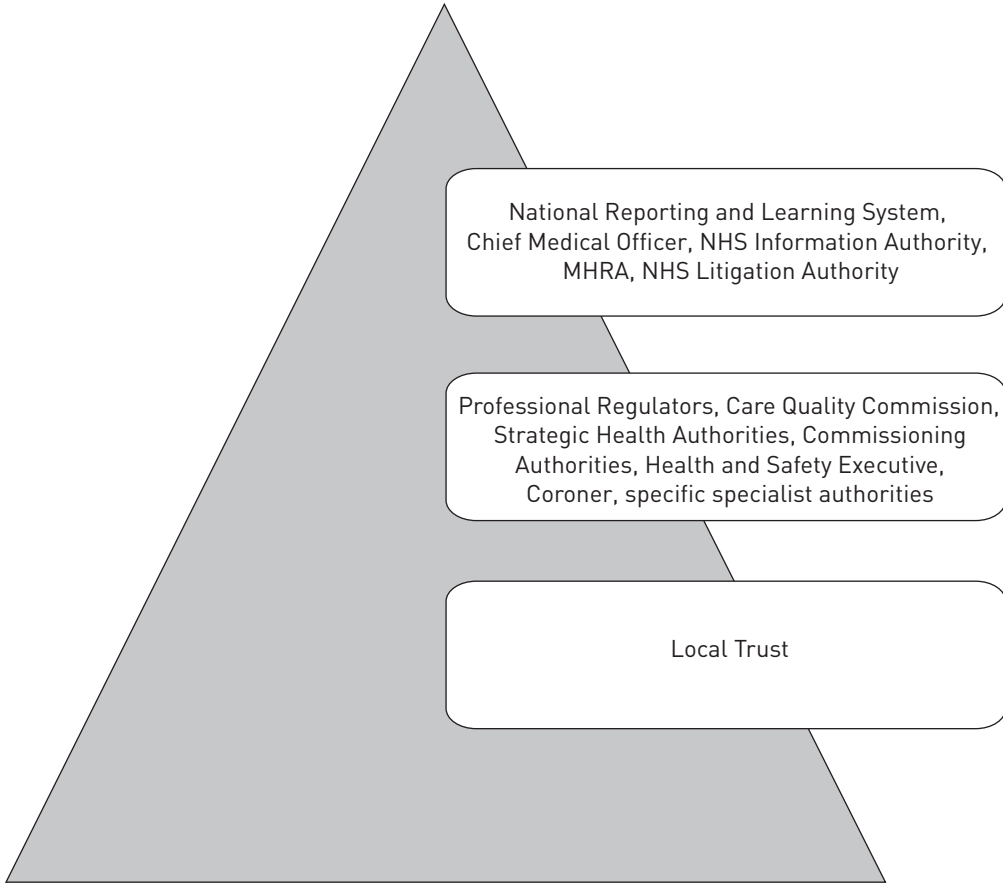 National Reporting and Learning System,
Chief Medical Officer, NHS Information Authority,
MHRA, NHS Litigation Authority
Professional Regulators, Care Quality Commission,
Strategic Health Authorities, Commissioning
Authorities, Health and Safety Executive,
Coroner, specific specialist authorities
Local Trust